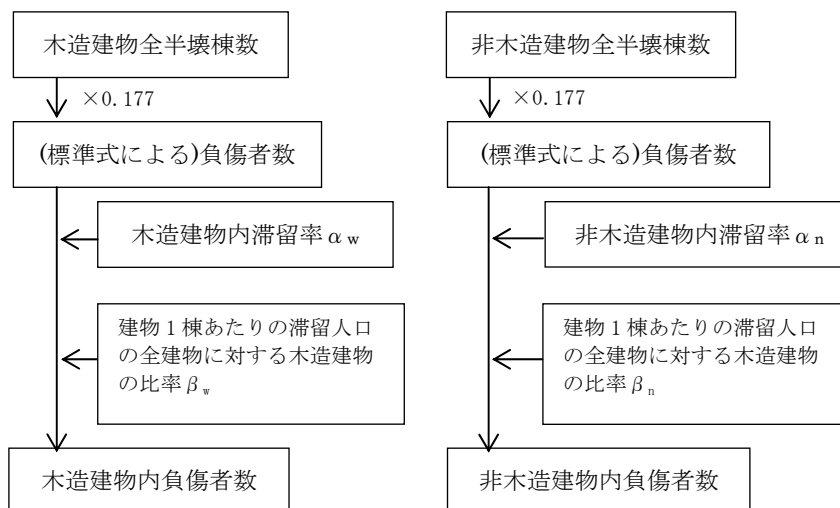 木造建物全半壊棟数
×0.177
(標準式による)負傷者数
木造建物内滞留率αw
建物1棟あたりの滞留人口
の全建物に対する木造建物
の比率βw
木造建物内負傷者数
非木造建物全半壊棟数
×0.177
(標準式による)負傷者数
非木造建物内滞留率αn
建物1棟あたりの滞留人口
の全建物に対する木造建物
の比率βn
非木造建物内負傷者数